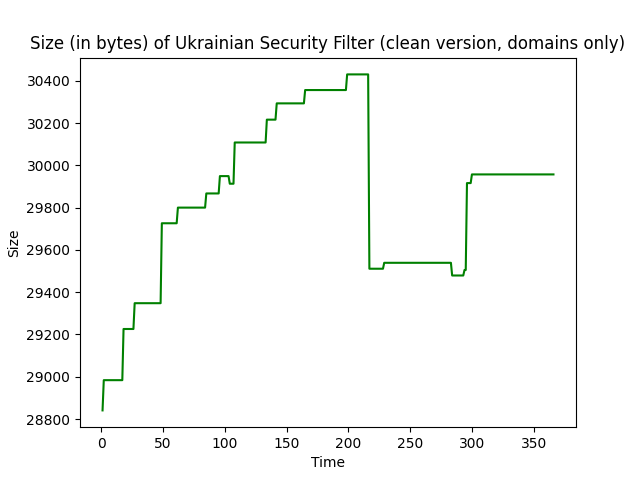 Size (in bytes) of Ukrainian Security Filter (clean version, domains only)
30400
30200
30000
29800
29600
29400
29200
29000
28800
Size
0 50 100 150 200 250 300 350
Time